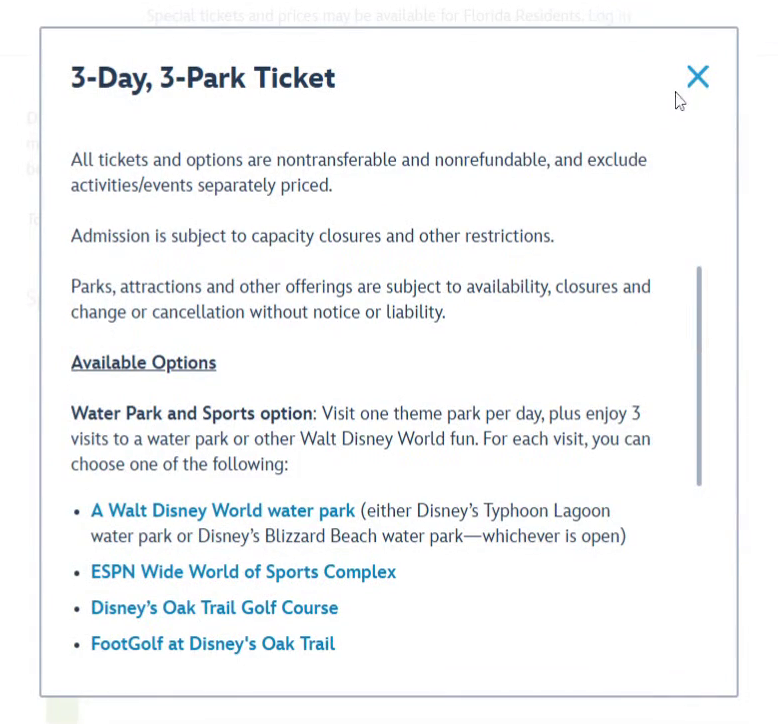 Special tickets and prices may be available for Florida Residents. Log in
3-Day, 3-Park Ticket
All tickets and options are nontransferable and nonrefundable, and exclude
activities/events separately priced.
Admission is subject to capacity closures and other restrictions.
Parks, attractions and other offerings are subject to availability, closures and
change or cancellation without notice or liability.
Available Options
Water Park and Sports option: Visit one theme park per day, plus enjoy 3
visits to a water park or other Walt Disney World fun. For each visit, you can
choose one of the following:
• A Walt Disney World water park (either Disney’s Typhoon Lagoon
water park or Disney’s Blizzard Beach water park—whichever is open)
• ESPN Wide World of Sports Complex
• Disney’s Oak Trail Golf Course
• FootGolf at Disney's Oak Trail